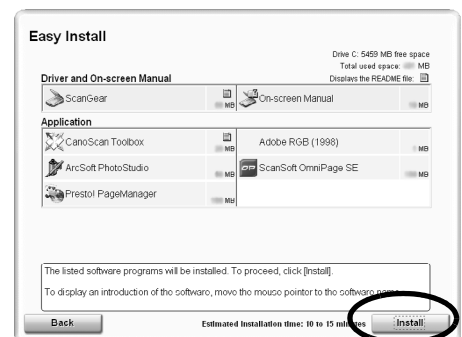 Easy Install
Drive C: 5459 MB free space
Total used space: MB
Driver and On-screen Manual
Displays the README file:
ScanGear MB
On-screen Manual MB
Application
CanoScan Toolbox MB
Adobe RGB (1998) MB
ArcSoft PhotoStudio MB
OP ScanSoft OmniPage SE MB
Presto! PageManager MB
The listed software programs will be installed. To proceed, click [Install].
To display an introduction of the software, move the mouse pointer to the software name.
Back
Estimated installation time: 10 to 15 minutes
Install